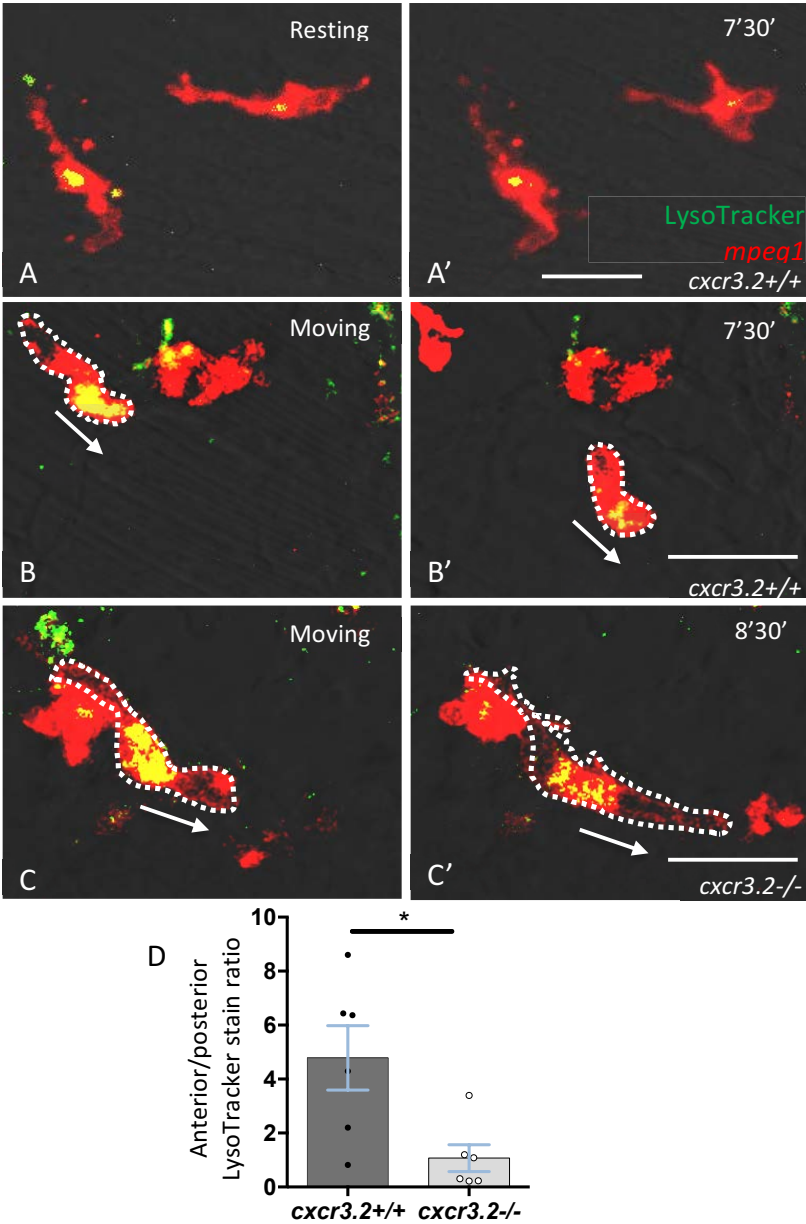 Resting
A
7’30’
LysoTracker
mpeg1
A’
cxcr3.2+/+
Moving
B
7’30’
B’
cxcr3.2+/+
Moving
C
8’30’
C’
cxcr3.2-/-
D
Anterior/posterior
LysoTracker stain ratio
10
8
6
4
2
0
*
cxcr3.2+/+ cxcr3.2-/-